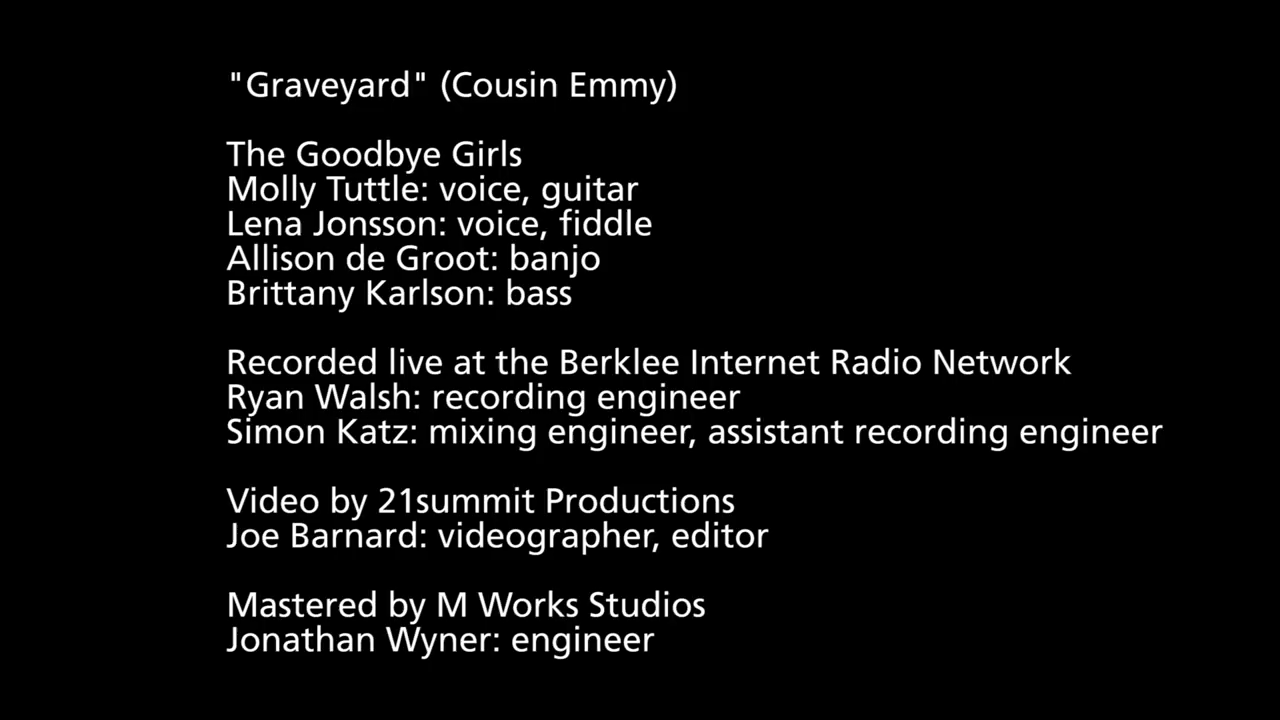 "Graveyard" (Cousin Emmy)
The Goodbye Girls
Molly Tuttle: voice, guitar
Lena Jonsson: voice, fiddle
Allison de Groot: banjo
Brittany Karlson: bass
Recorded live at the Berklee Internet Radio Network
Ryan Walsh: recording engineer
Simon Katz: mixing engineer, assistant recording engineer
Video by 21summit Productions
Joe Barnard: videographer, editor
Mastered by M Works Studios
Jonathan Wyner: engineer